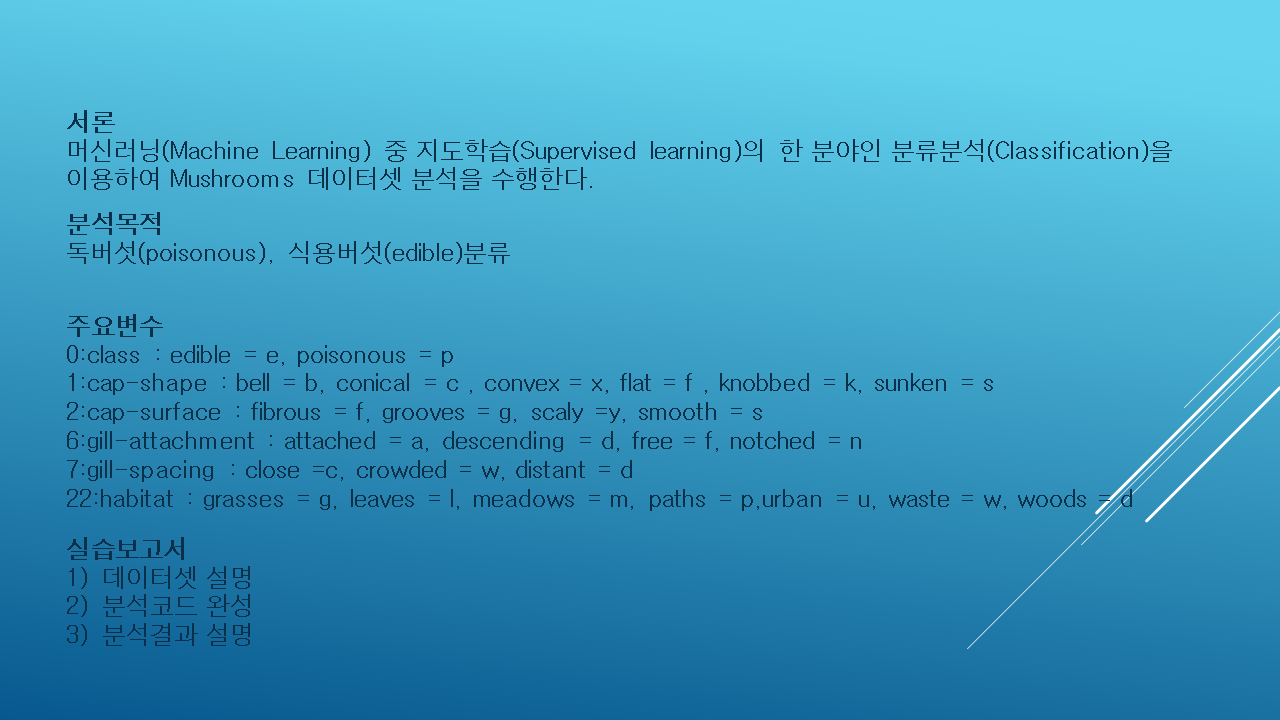 서론
머신러닝(Machine Learning) 중 지도학습(Supervised learning)의 한 분야인 분류분석(Classification)을
이용하여 Mushrooms 데이터셋 분석을 수행한다.
분석목적
독버섯(poisonous), 식용버섯(edible)분류
주요변수
0:class : edible = e, poisonous = p
1:cap-shape : bell = b, conical = c , convex = x, flat = f , knobbed = k, sunken = s
2:cap-surface : fibrous = f, grooves = g, scaly =y, smooth = s
6:gill-attachment : attached = a, descending = d, free = f, notched = n
7:gill-spacing : close =c, crowded = w, distant = d
22:habitat : grasses = g, leaves = l, meadows = m, paths = p,urban = u, waste = w, woods = d
실습보고서
1) 데이터셋 설명
2) 분석코드 완성
3) 분석결과 설명